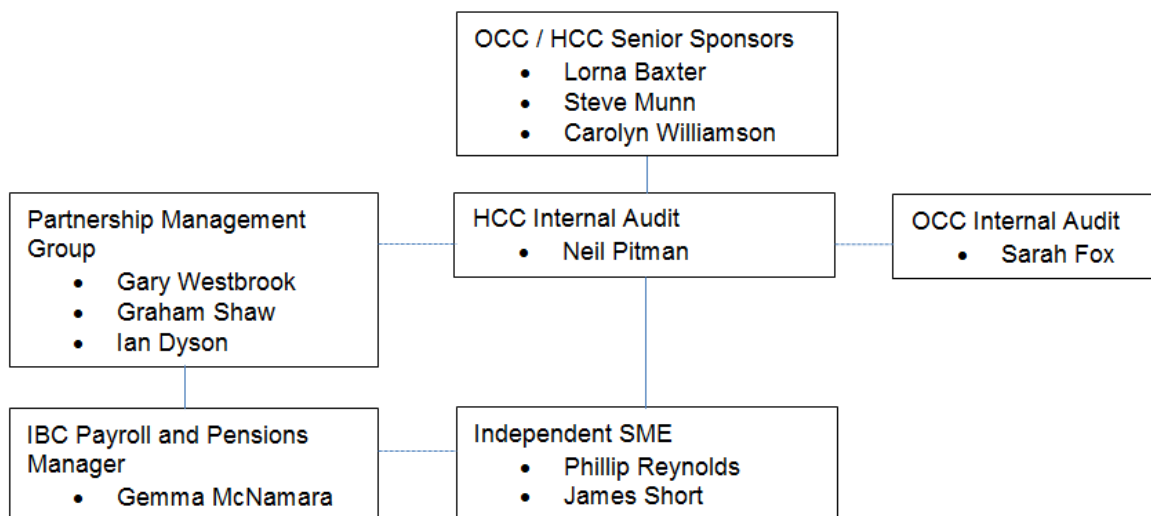 OCC / HCC Senior Sponsors
• Lorna Baxter
• Steve Munn
• Carolyn Williamson
Partnership Management
Group
• Gary Westbrook
• Graham Shaw
• Ian Dyson
HCC Internal Audit
• Neil Pitman
OCC Internal Audit
• Sarah Fox
IBC Payroll and Pensions
Manager
• Gemma McNamara
Independent SME
• Phillip Reynolds
• James Short